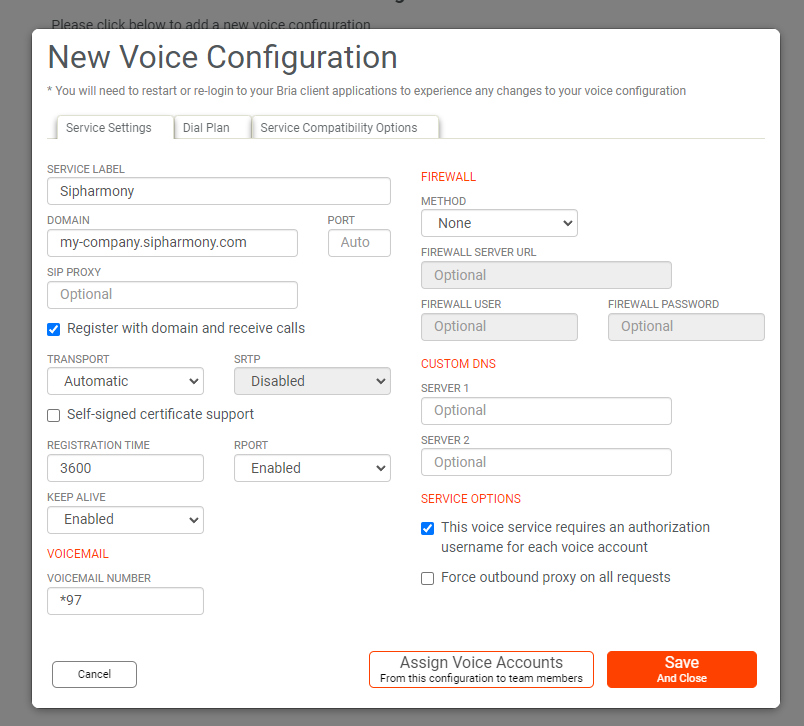 Please click below to add a new voice configuration
New Voice Configuration
* You will need to restart or re-login to your Bria client applications to experience any changes to your voice configuration
Service Settings
Dial Plan
Service Compatibility Options
SERVICE LABEL
Sipharmony
DOMAIN
PORT
my-company.sipharmony.com
Auto
SIP PROXY
Optional
Register with domain and receive calls
TRANSPORT
SRTP
Automatic
Disabled
Self-signed certificate support
REGISTRATION TIME
RPORT
3600
Enabled
KEEP ALIVE
Enabled
VOICEMAIL
VOICEMAIL NUMBER
*97
FIREWALL
METHOD
None
FIREWALL SERVER URL
Optional
FIREWALL USER
FIREWALL PASSWORD
Optional
Optional
CUSTOM DNS
SERVER 1
Optional
SERVER 2
Optional
SERVICE OPTIONS
This voice service requires an authorization
username for each voice account
Force outbound proxy on all requests
Cancel
Assign Voice Accounts
From this configuration to team members
Save
And Close